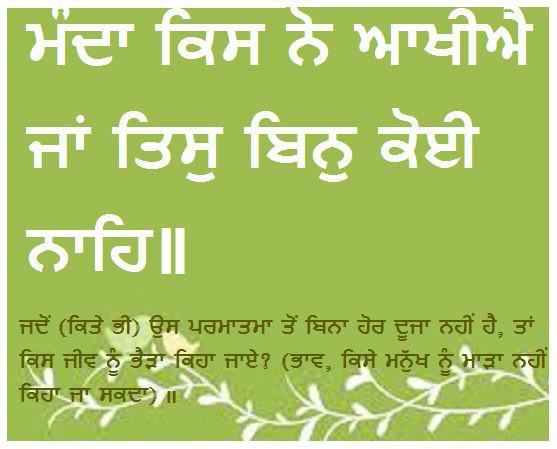 ਮੰਦਾ ਕਿਸ ਨੋ ਆਖੀਐ
ਜਾਂ ਤਿਸੁ ਬਿਨੁ ਕੋਈ
ਨਾਹਿ॥
ਜਦੋਂ (ਕਿਤੇ ਭੀ) ਉਸ ਪਰਮਾਤਮਾ ਤੋਂ ਬਿਨਾ ਹੋਰ ਦੂਜਾ ਨਹੀਂ ਹੈ, ਤਾਂ
ਕਿਸ ਜੀਵ ਨੂੰ ਭੈੜਾ ਕਿਹਾ ਜਾਏ? (ਭਾਵ, ਕਿਸੇ ਮਨੁੱਖ ਨੂੰ ਮਾੜਾ ਨਹੀਂ
ਕਿਹਾ ਜਾ ਸਕਦਾ) ॥